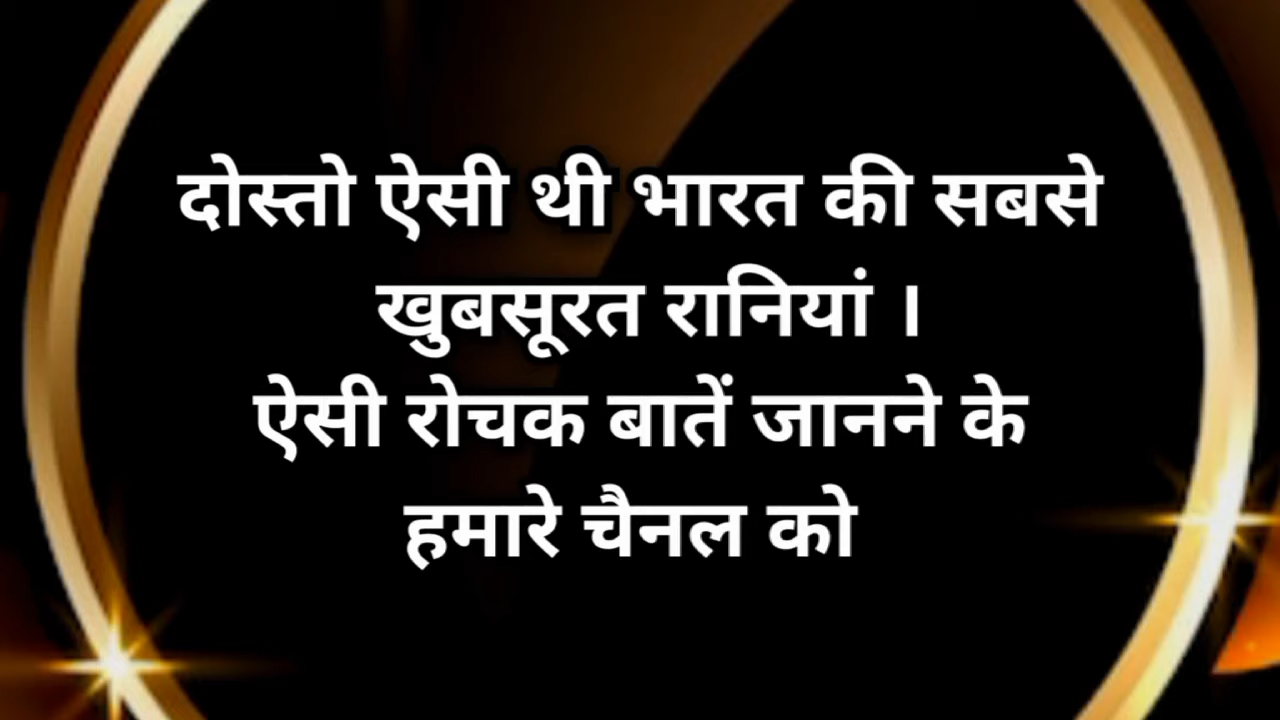 दोस्तो ऐसी थी भारत की सबसे
खुबसूरत रानियां ।
ऐसी रोचक बातें जानने के
हमारे चैनल को